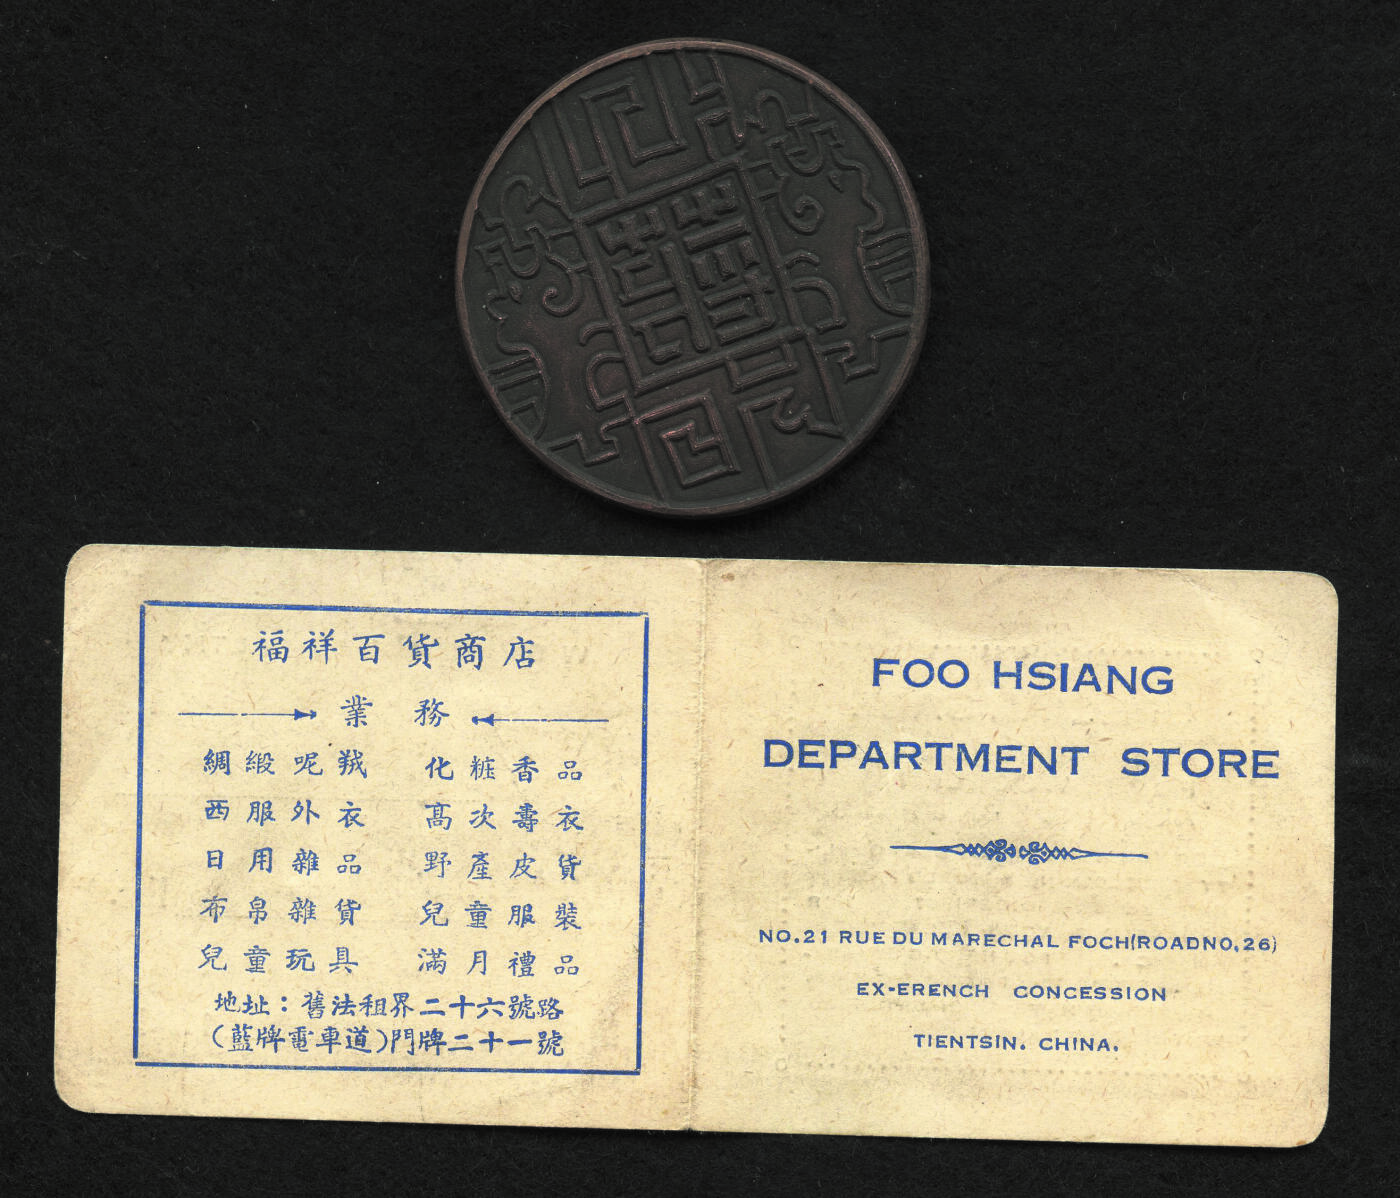 福祥百貨商店
業務
綢緞呢羢 化粧香品
西服外衣 高次壽衣
日用雜品 野產皮貨
布帛雜貨 兒童服裝
兒童玩具 滿月禮品
地址：舊法租界二十六號路
(藍牌電車道)門牌二十一號
FOO HSIANG
DEPARTMENT STORE
NO.21 RUE DU MARECHAL FOCH(ROADNO,26)
EX-ERENCH CONCESSION
TIENTSIN. CHINA.